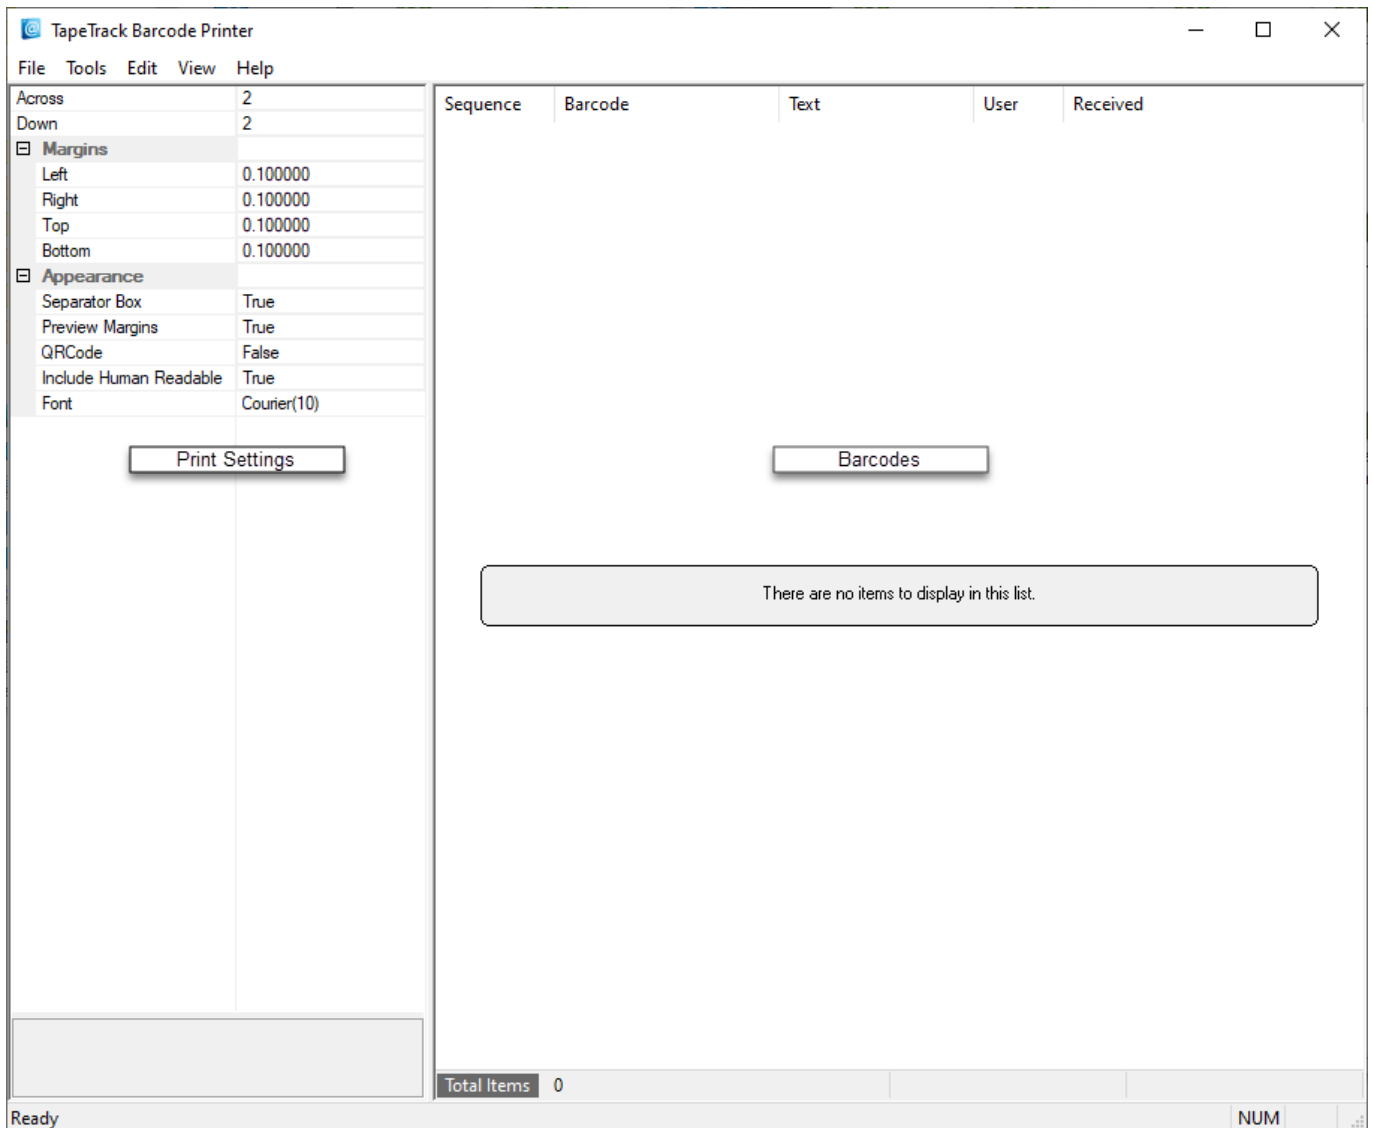 TapeTrack Barcode Printer
File Tools Edit View Help
Across 2
Down 2
Margins
Left 0.100000
Right 0.100000
Top 0.100000
Bottom 0.100000
Appearance
Separator Box True
Preview Margins True
QRCode False
Include Human Readable True
Font Courier(10)
Print Settings
Sequence Barcode Text User Received
Barcodes
There are no items to display in this list.
Total Items 0
Ready NUM